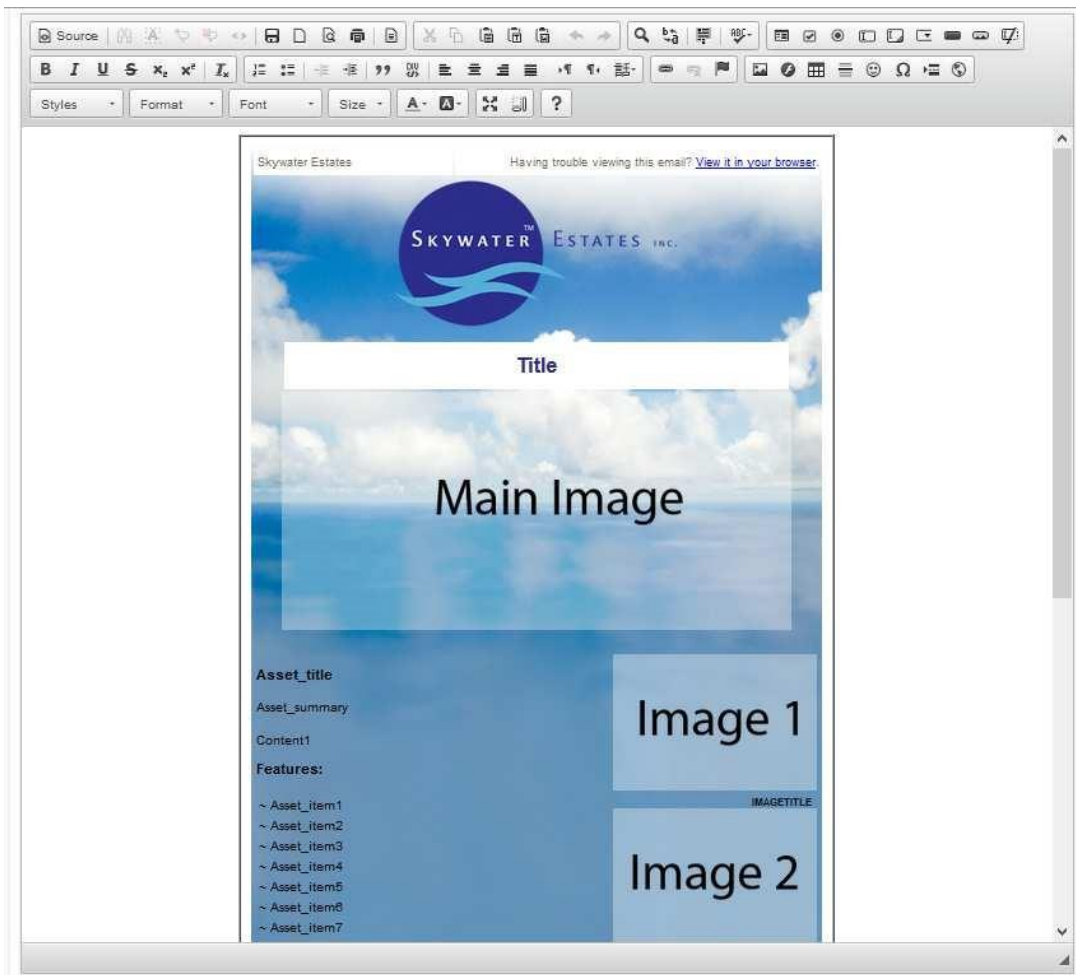 Source
Styles Format Font Size
Skywater Estates
Having trouble viewing this email? View it in your browser.
SKYWATER™ ESTATES INC.
Title
Main Image
Asset_title
Asset_summary
Content1
Features:
~ Asset_item1
~ Asset_item2
~ Asset_item3
~ Asset_item4
~ Asset_item5
~ Asset_item6
~ Asset_item7
Image 1
IMAGETITLE
Image 2